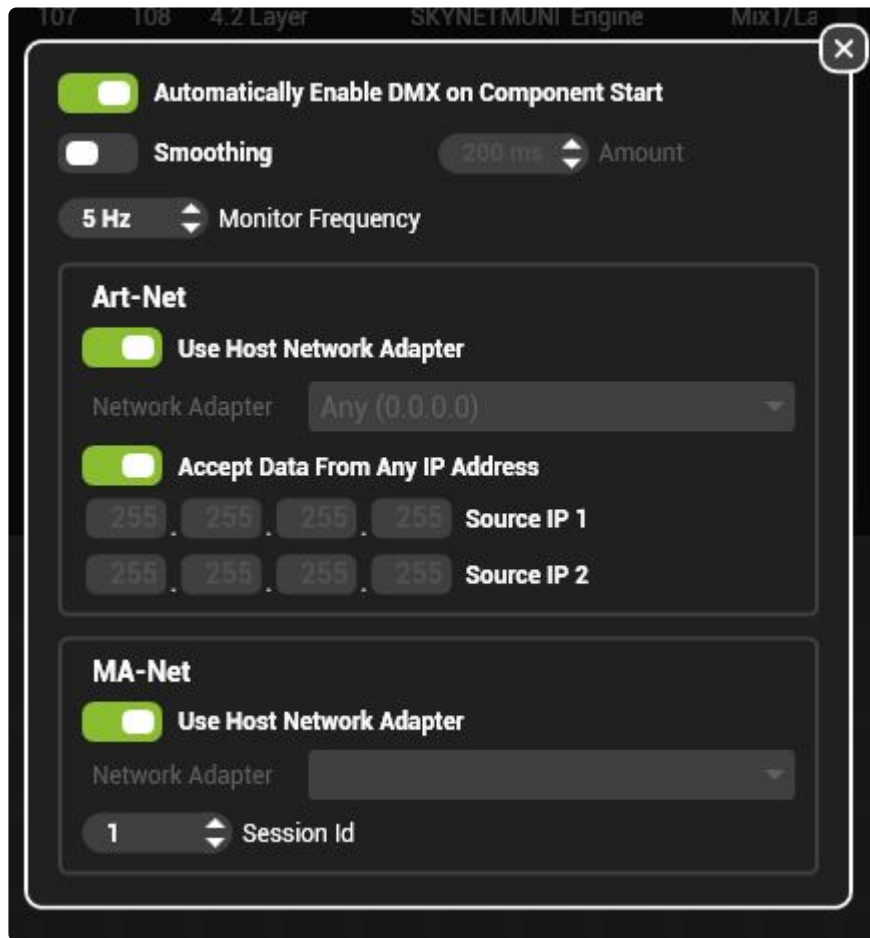 107 108 4.2 Layer SKYNETMUNI Engine Mix1/La
Automatically Enable DMX on Component Start
Smoothing 200 ms Amount
5 Hz Monitor Frequency
Art-Net
Use Host Network Adapter
Network Adapter Any (0.0.0.0)
Accept Data From Any IP Address
255 . 255 . 255 . 255 Source IP 1
255 . 255 . 255 . 255 Source IP 2
MA-Net
Use Host Network Adapter
Network Adapter
1 Session Id